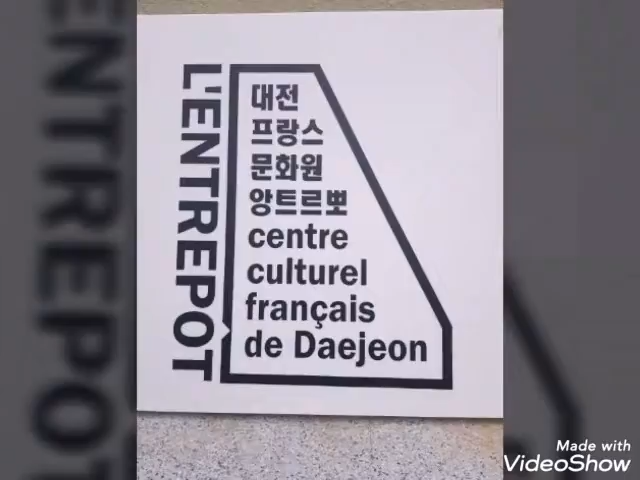 L'ENTREPOT
대전
프랑스
문화원
앙트르뽀
centre
culturel
français
de Daejeon
Made with
VideoShow